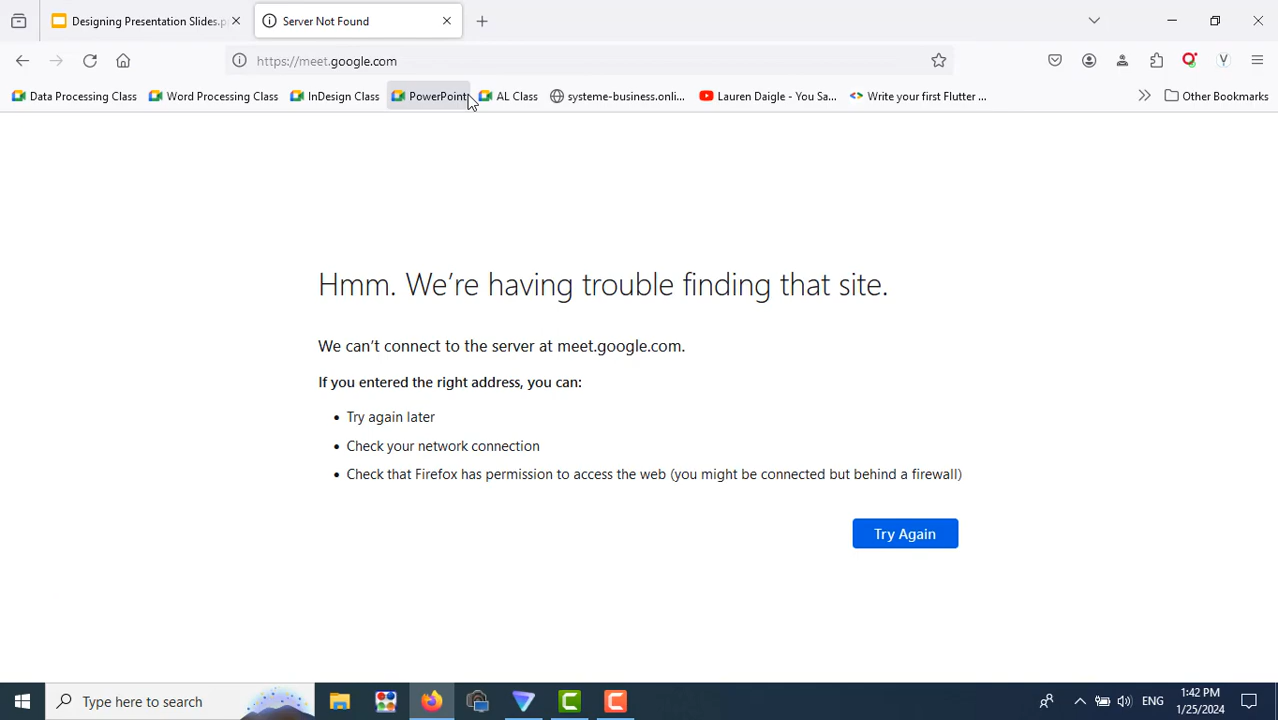 Designing Presentation Slides.p
Server Not Found
https://meet.google.com
Data Processing Class
Word Processing Class
InDesign Class
PowerPoint
AL Class
systeme-business.onli...
Lauren Daigle - You Sa...
Write your first Flutter ...
Other Bookmarks
Hmm. We're having trouble finding that site.
We can't connect to the server at meet.google.com.
If you entered the right address, you can:
Try again later
Check your network connection
Check that Firefox has permission to access the web (you might be connected but behind a firewall)
Try Again
Type here to search
ENG
1:42 PM
1/25/2024